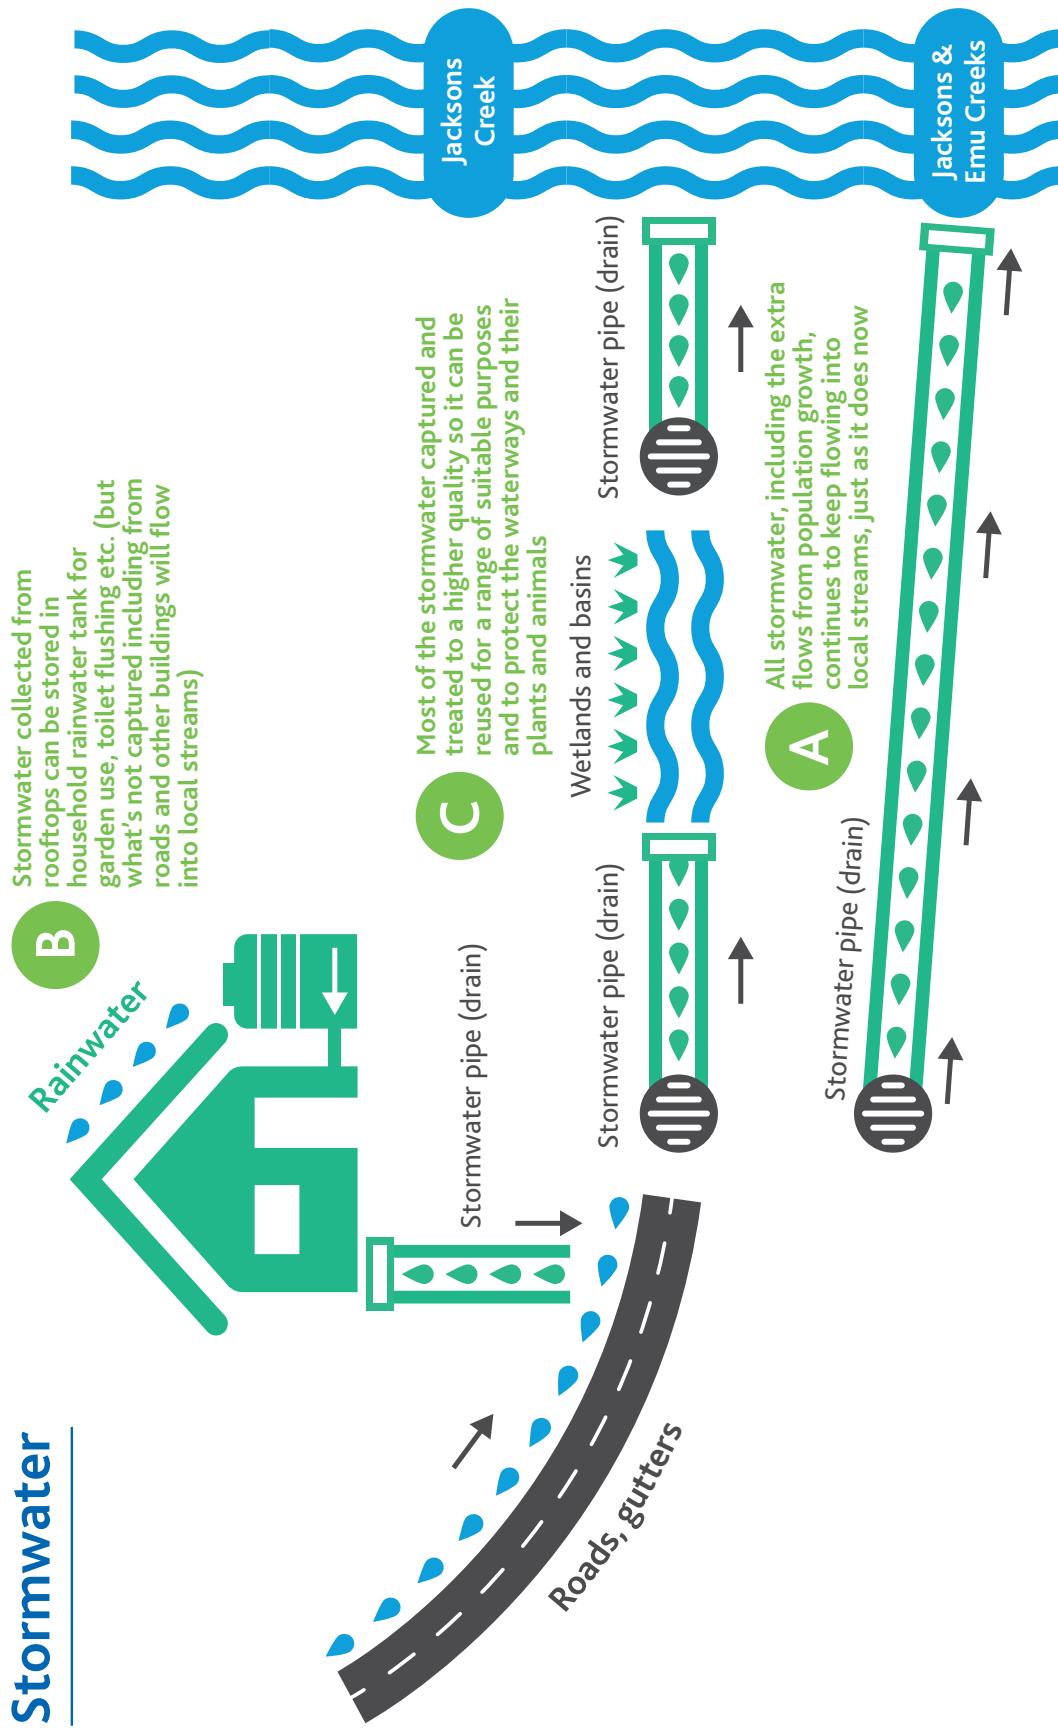 Stormwater
Rainwater
B
Stormwater collected from
rooftops can be stored in
household rainwater tank for
garden use, toilet flushing etc. (but
what's not captured including from
roads and other buildings will flow
into local streams)
Jacksons
Creek
Stormwater pipe (drain)
C
Most of the stormwater captured and
treated to a higher quality so it can be
reused for a range of suitable purposes
and to protect the waterways and their
plants and animals
Roads, gutters
Stormwater pipe (drain)
Wetlands and basins
Stormwater pipe (drain)
A
All stormwater, including the extra
flows from population growth,
continues to keep flowing into
local streams, just as it does now
Stormwater pipe (drain)
Jacksons &
Emu Creeks